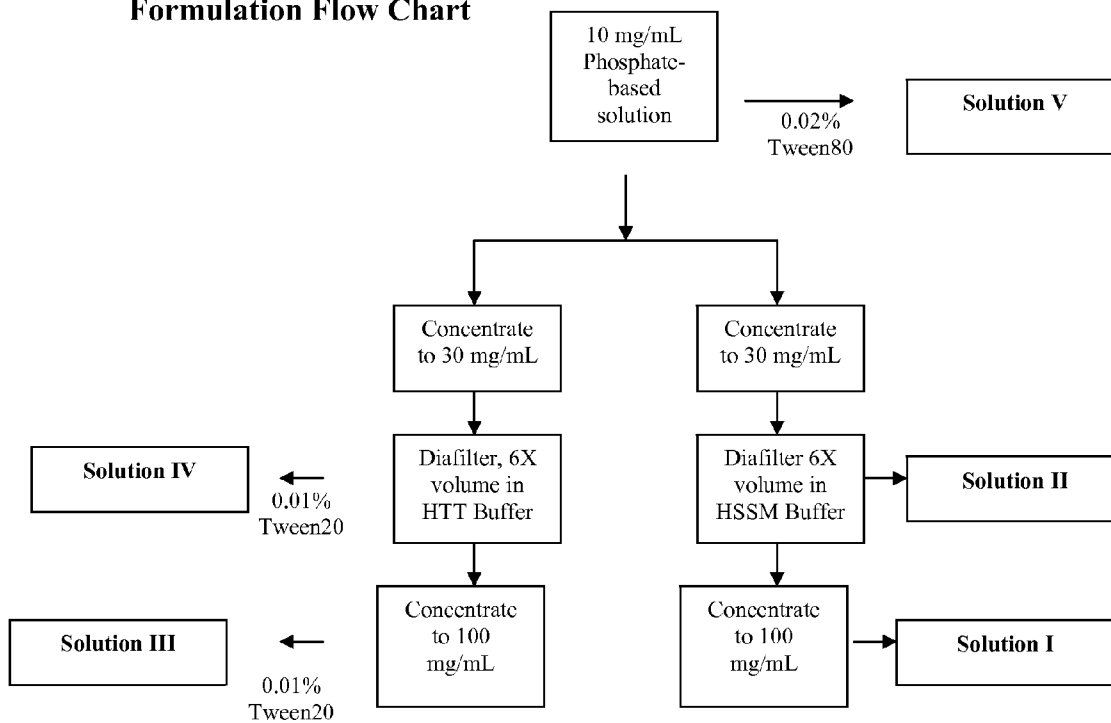 Formulation Flow Chart
10 mg/mL
Phosphate-
based
solution
0.02%
Tween80
Solution V
Concentrate
to 30 mg/mL
Concentrate
to 30 mg/mL
Solution IV
0.01%
Tween20
Diafilter, 6X
volume in
HTT Buffer
Diafilter 6X
volume in
HSSM Buffer
Solution II
Solution III
0.01%
Tween20
Concentrate
to 100
mg/mL
Concentrate
to 100
mg/mL
Solution I